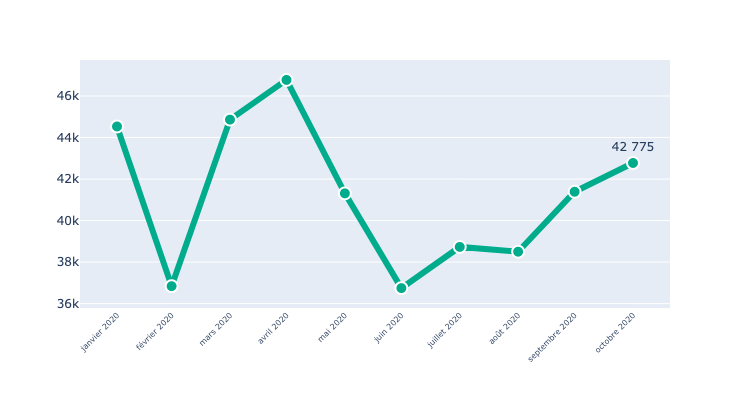 46k
44k
42k
40k
38k
36k
42 775
janvier 2020
février 2020
mars 2020
avril 2020
mai 2020
juin 2020
juillet 2020
août 2020
septembre 2020
octobre 2020